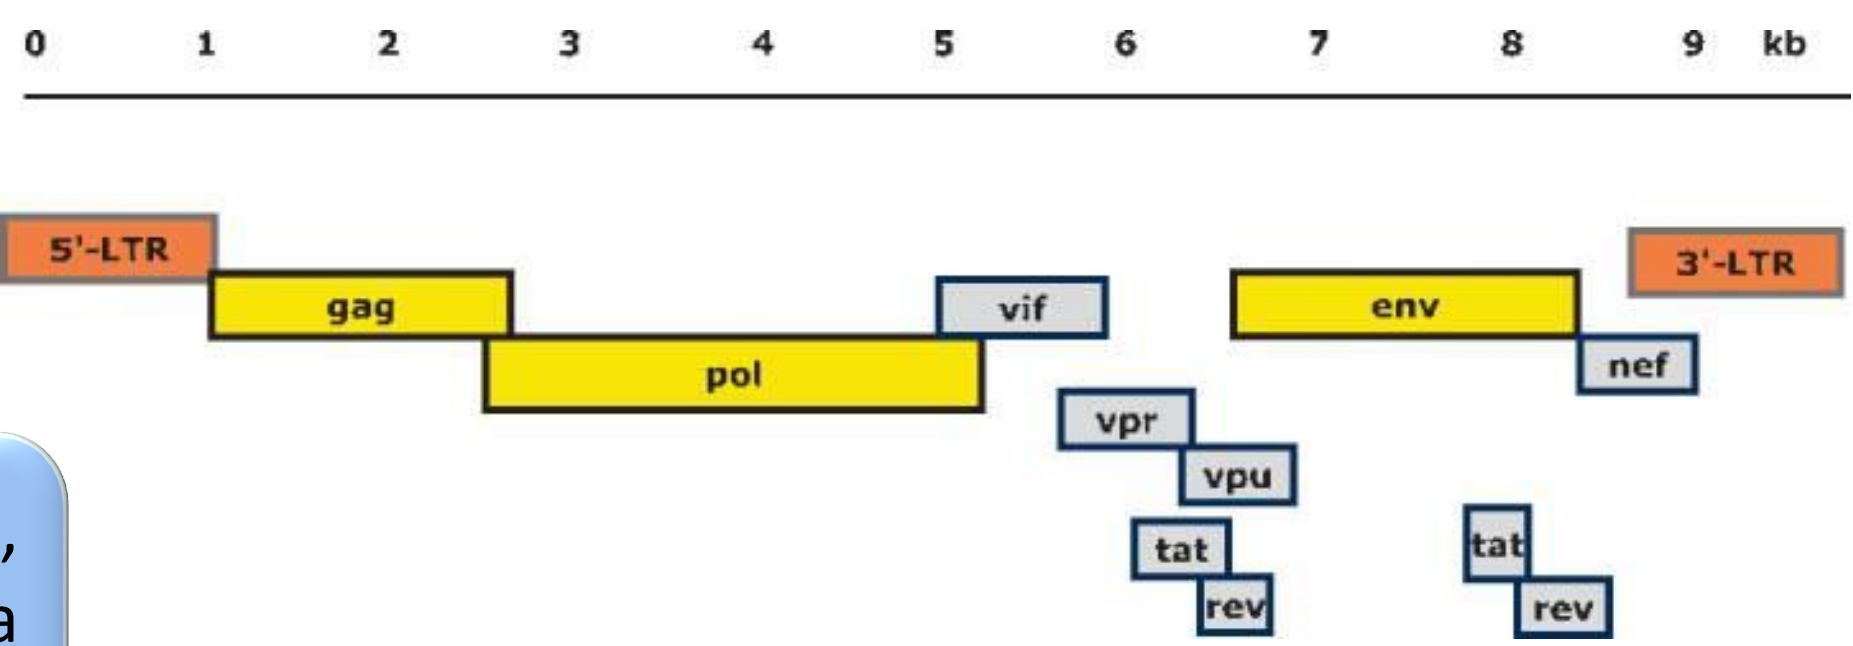 0 1 2 3 4 5 6 7 8 9 kb
5'-LTR
3'-LTR
gag
vif
env
pol
nef
vpr
vpu
tat
tat
rev
rev
,
a